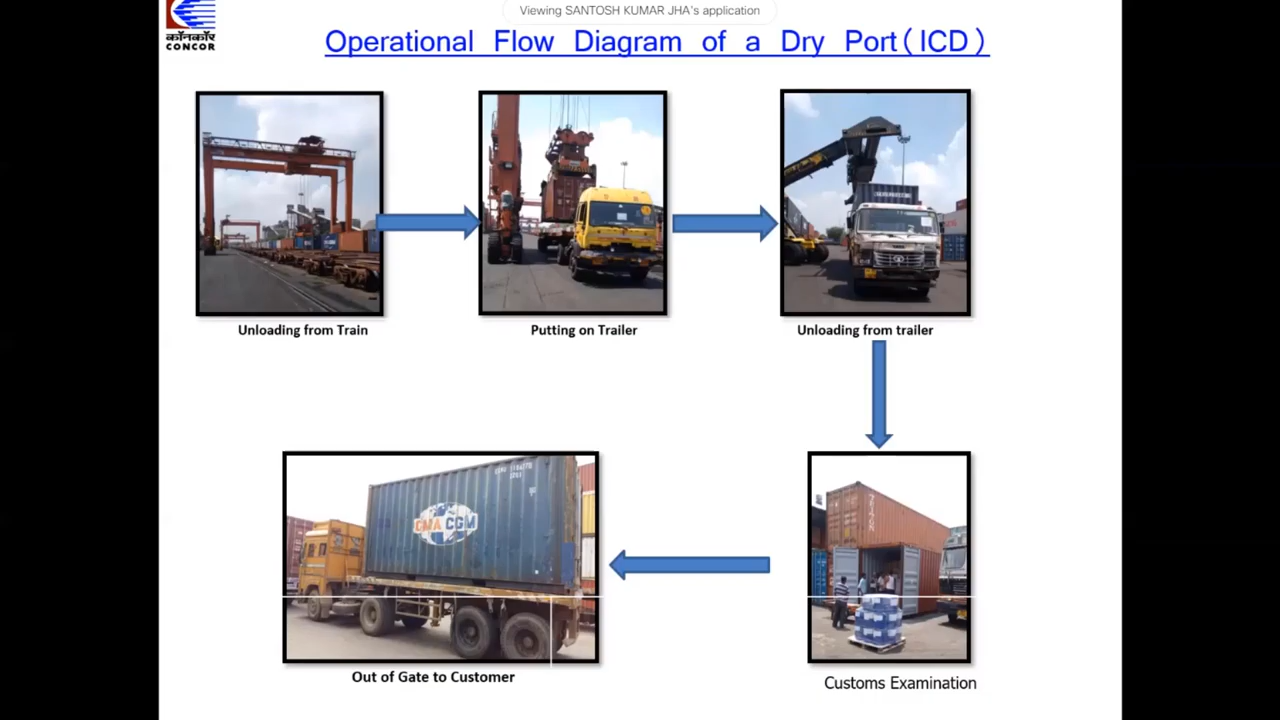 Viewing SANTOSH KUMAR JHA's application
कॉनकॉर
CONCOR
Operational Flow Diagram of a Dry Port(ICD)
Unloading from Train
Putting on Trailer
Unloading from trailer
CMA CGM
Out of Gate to Customer
Customs Examination